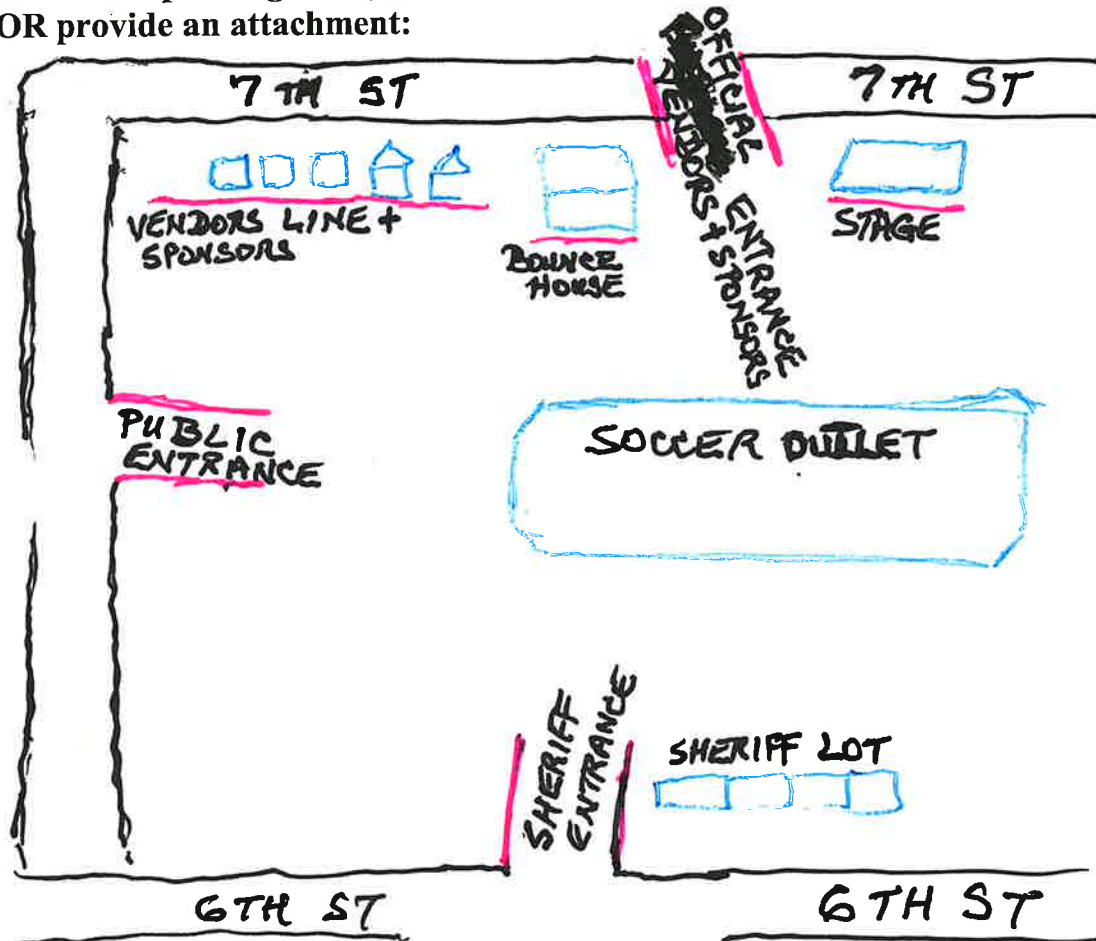 OR provide an attachment:
7TH ST
7TH ST
OFFICIAL ENTRANCE
VENDORS + SPONSORS
VENDORS LINE +
SPONSORS
BOUNCE
HOUSE
STAGE
PUBLIC
ENTRANCE
SOCCER OUTLET
SHERIFF
ENTRANCE
SHERIFF LOT
6TH ST
6TH ST